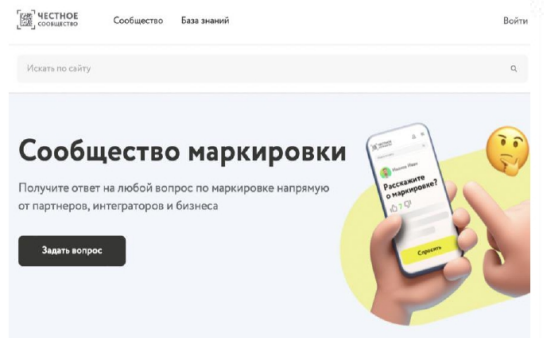 ЧЕСТНОЕ
СООБЩЕСТВО
Сообщество
База знаний
Войти
Искать по сайту
Сообщество маркировки
Получите ответ на любой вопрос по маркировке напрямую
от партнеров, интеграторов и бизнеса
Задать вопрос
Расскажите
о маркировке?
7
Спросить